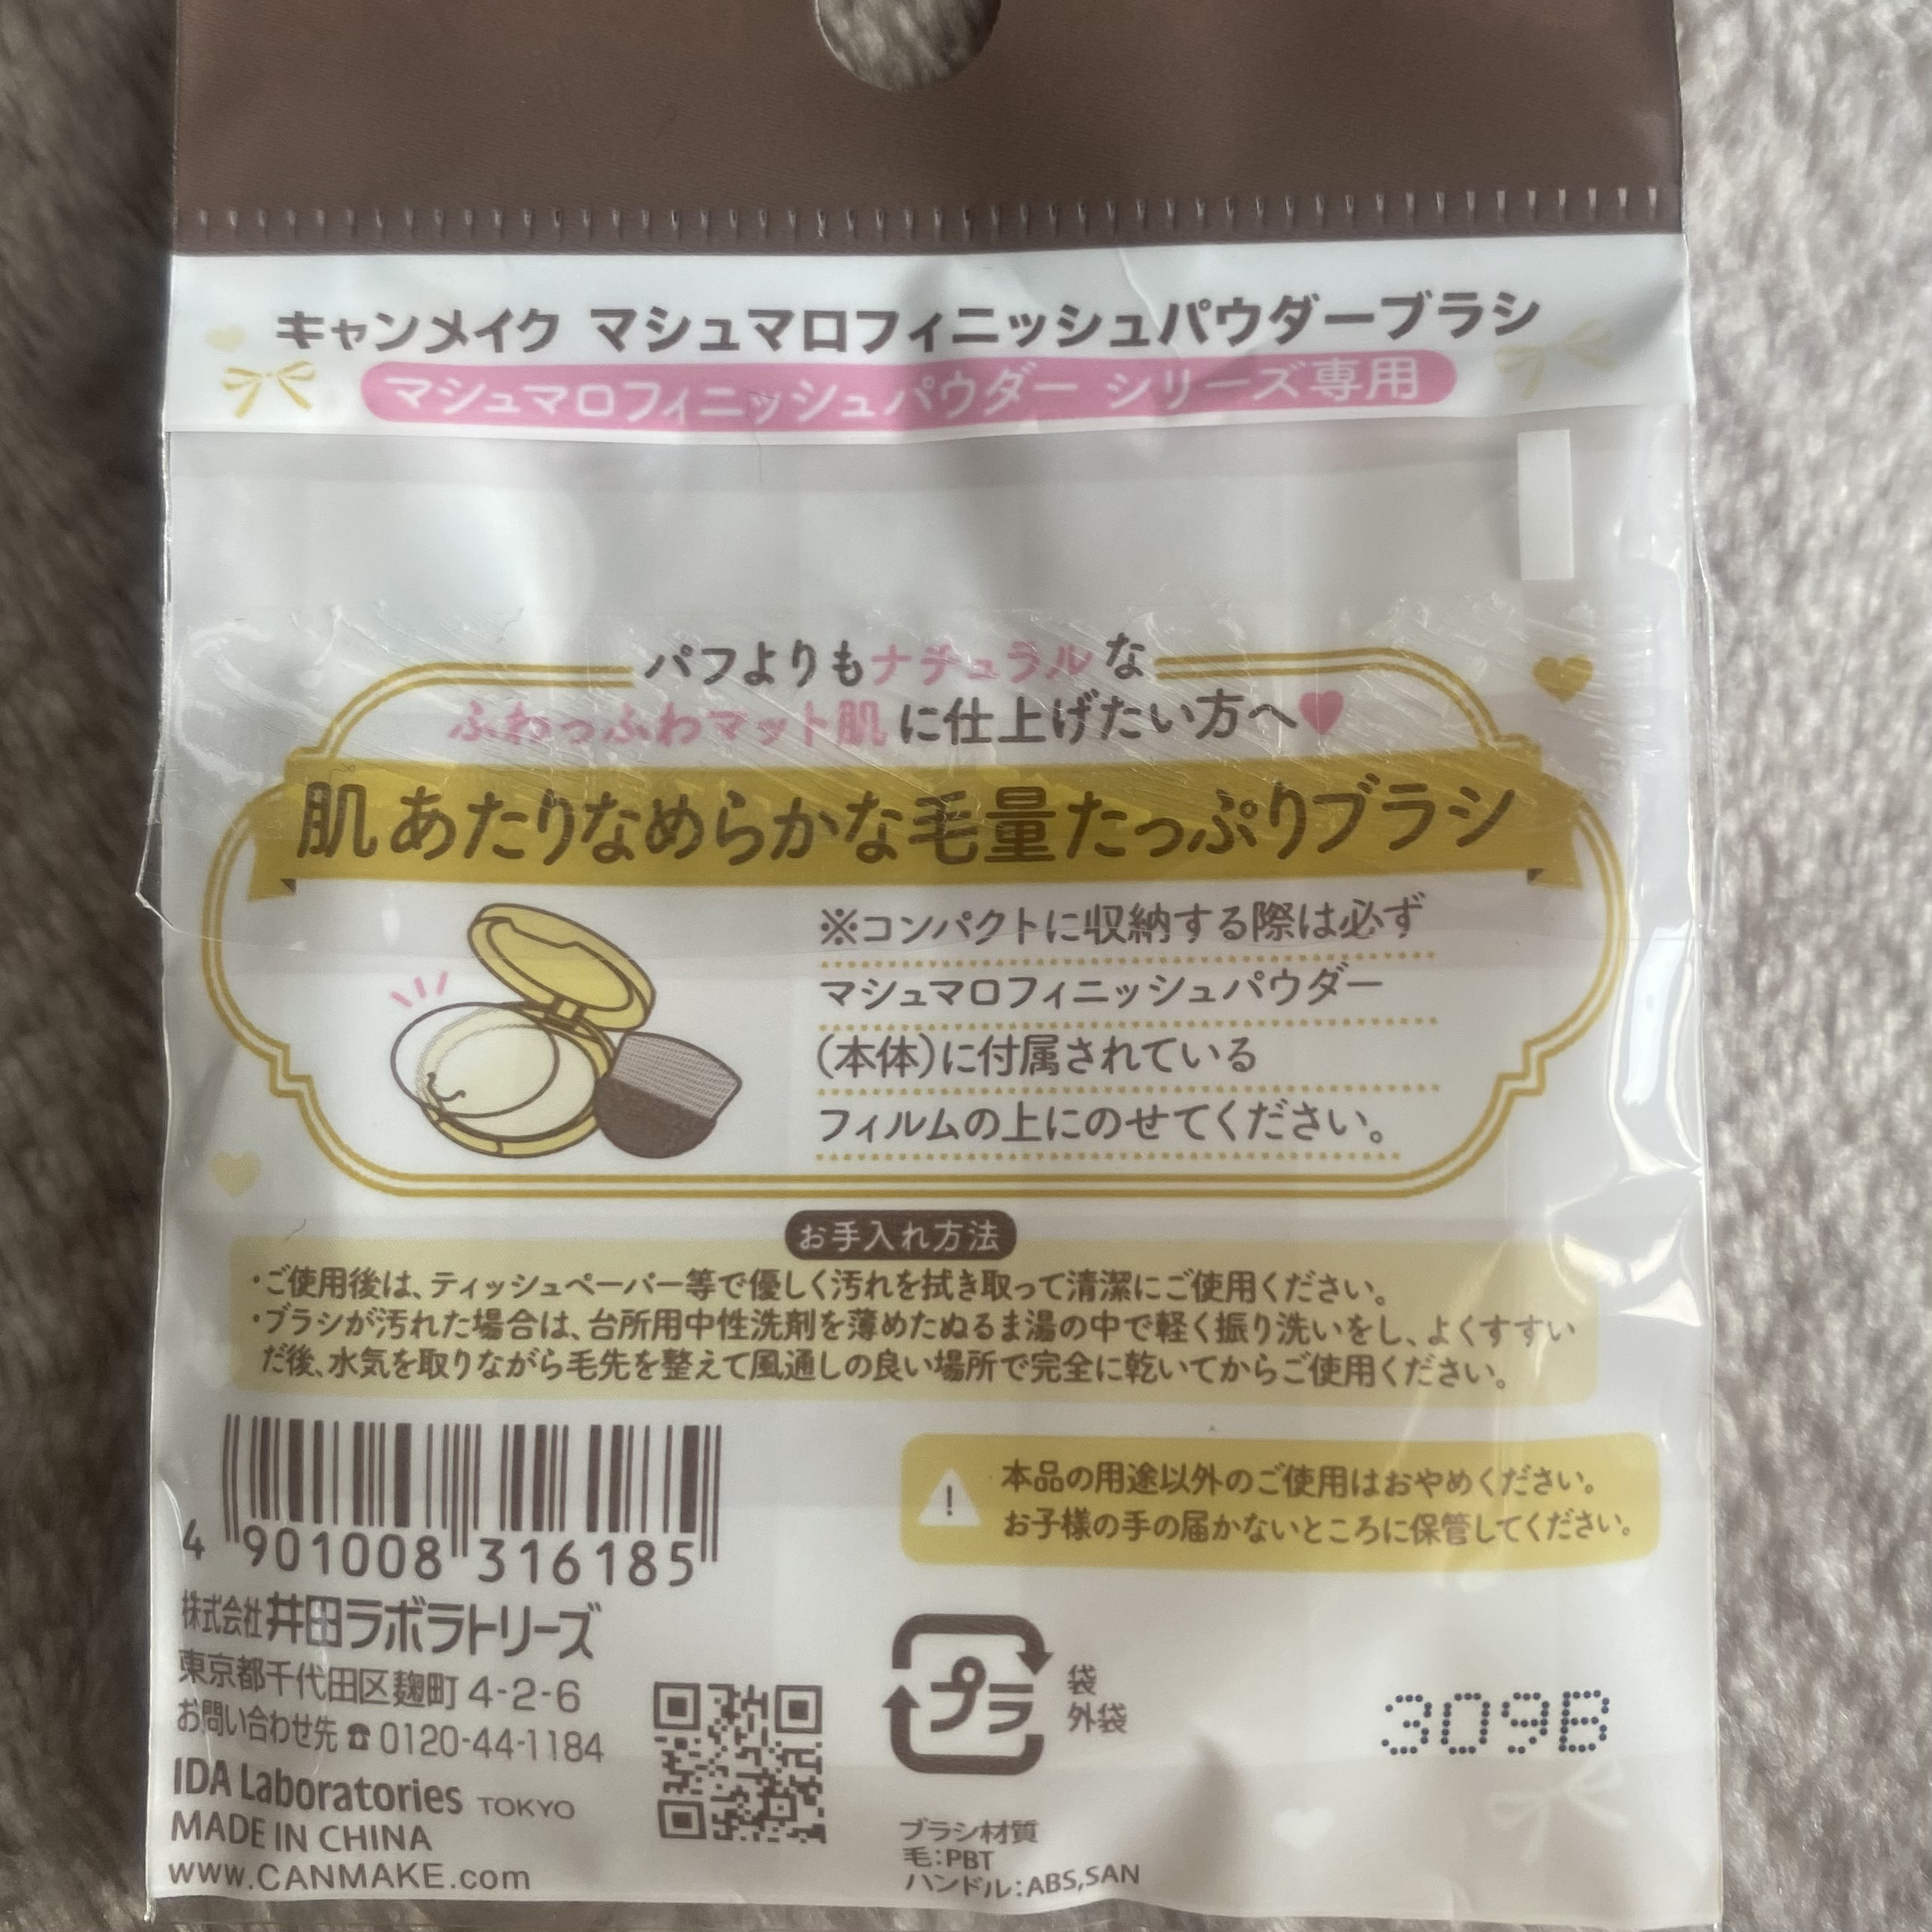 キャンメイク マシュマロフィニッシュパウダーブラシ
マシュマロフィニッシュパウダー シリーズ専用
パフよりもナチュラルな
ふわっふわマット肌に仕上げたい方へ♥
肌あたりなめらかな毛量たっぷりブラシ
※コンパクトに収納する際は必ず
マシュマロフィニッシュパウダー
(本体)に付属されている
フィルムの上にのせてください。
お手入れ方法
・ご使用後は、ティッシュペーパー等で優しく汚れを拭き取って清潔にご使用ください。
・ブラシが汚れた場合は、台所用中性洗剤を薄めたぬるま湯の中で軽く振り洗いをし、よくすすい
だ後、水気を取りながら毛先を整えて風通しの良い場所で完全に乾いてからご使用ください。
4 901008 316185
本品の用途以外のご使用はおやめください。
お子様の手の届かないところに保管してください。
株式会社井田ラボラトリーズ
東京都千代田区麹町 4-2-6
お問い合わせ先 ☎ 0120-44-1184
IDA Laboratories TOKYO
MADE IN CHINA
www.CANMAKE.com
プラ
袋
外袋
ブラシ材質
毛:PBT
ハンドル:ABS,SAN
309B